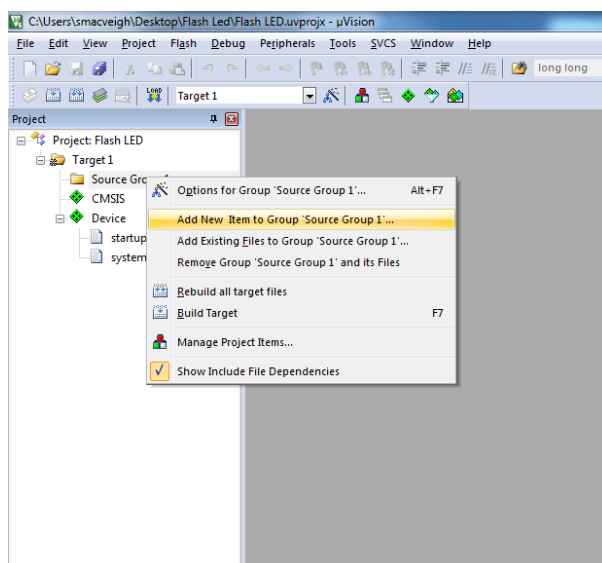 C:\Users\smacveigh\Desktop\Flash Led\Flash LED.uvprojx - µVision
File Edit View Project Flash Debug Peripherals Tools SVCS Window Help
long long
LOAD Target 1
Project
Project: Flash LED
Target 1
Source Gro
Options for Group 'Source Group 1'... Alt+F7
CMSIS
Device
Add New Item to Group 'Source Group 1'...
startup
Add Existing Files to Group 'Source Group 1'...
system
Remove Group 'Source Group 1' and its Files
Rebuild all target files
Build Target F7
Manage Project Items...
Show Include File Dependencies